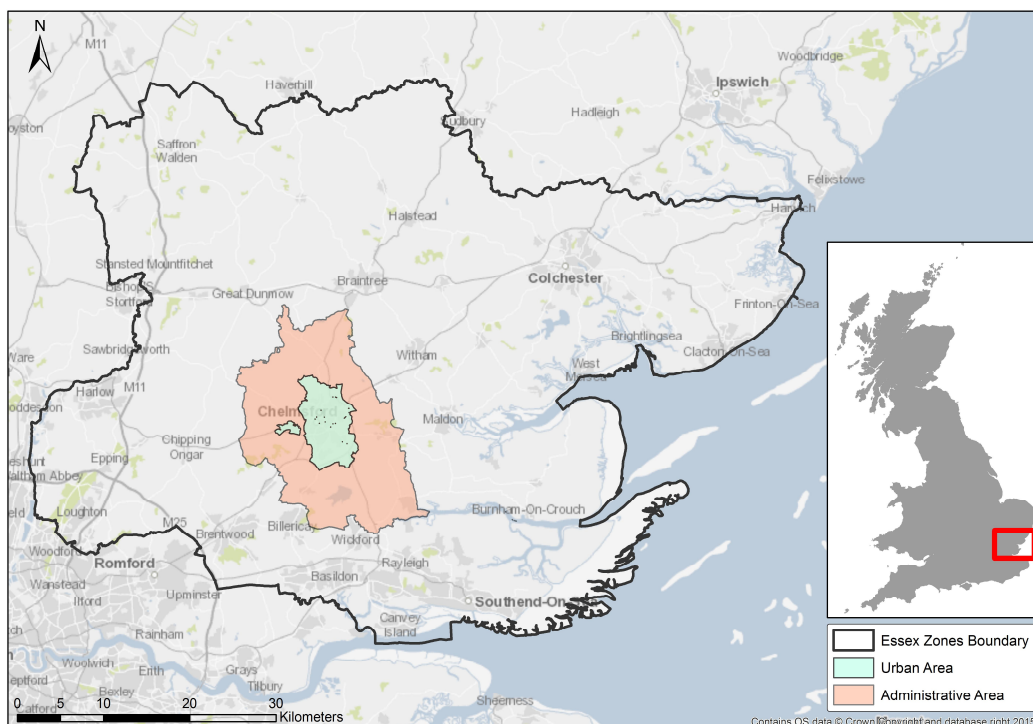 N
M11
Haverhill
Woodbridge
Ipswich
Sudbury
Hadleigh
Royston
Saffron
Walden
Felixstowe
Harwich
Halstead
Stansted Mountfitchet
Bishop's
Stortford
Braintree
Colchester
Great Dunmow
Frinton-On-Sea
Brightlingsea
Ware
Sawbridgeworth
Witham
West
Mersea
Clacton-On-Sea
M11
Harlow
Hoddesdon
Chelmsford
Maldon
Chipping
Ongar
Epping
Cheshunt
Waltham Abbey
Loughton
M25
Billericay
Burnham-On-Crouch
Brentwood
Wickford
Woodford
Romford
Rayleigh
Basildon
Wanstead
Ilford
Upminster
Southend-On-Sea
Canvey
Island
Rainham
Woolwich
Erith
Grays
Tilbury
Deptford
Bexley
Catford
Dartford
Sheerness
0 5 10 20 30
Kilometers
Essex Zones Boundary
Urban Area
Administrative Area
Contains OS data © Crown Copyright and database right 201